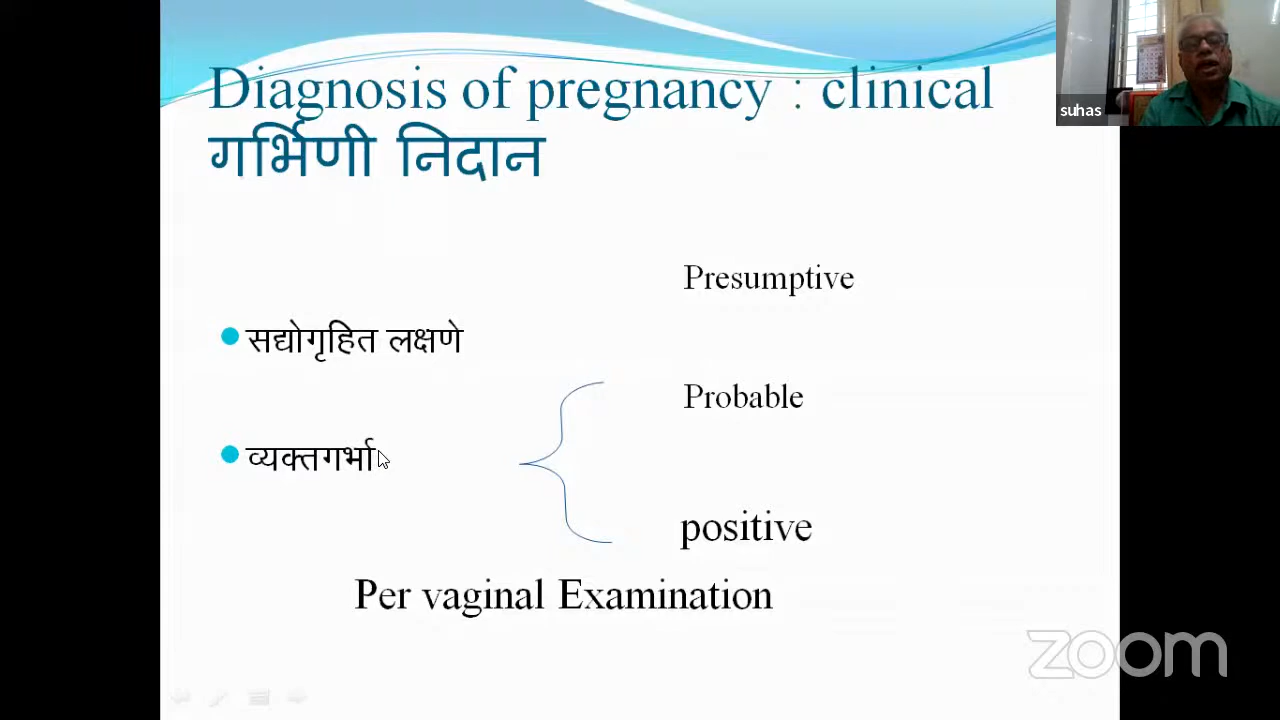 Diagnosis of pregnancy : clinical
गर्भिणी निदान
suhas
Presumptive
सद्योगृहित लक्षणे
Probable
व्यक्तगर्भा
positive
Per vaginal Examination
zoom